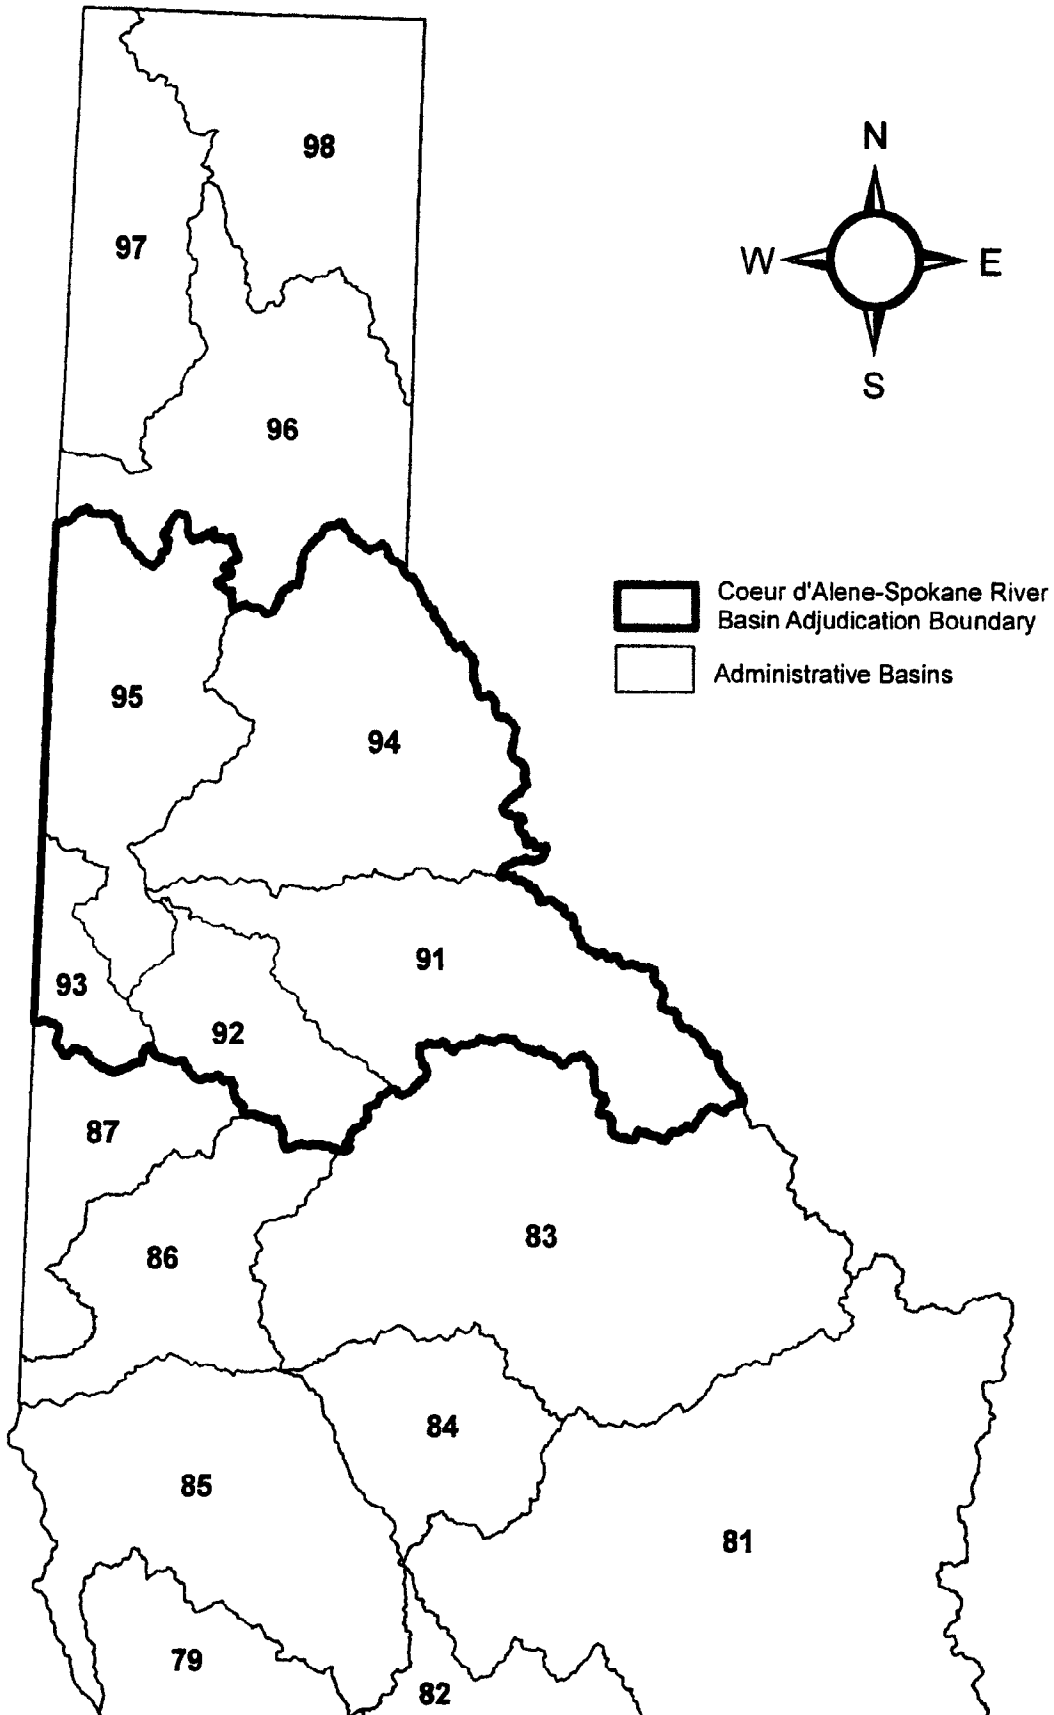 98
N
97
W
E
S
96
Coeur d'Alene-Spokane River
Basin Adjudication Boundary
Administrative Basins
95
94
91
93
92
87
83
86
84
85
81
79
82